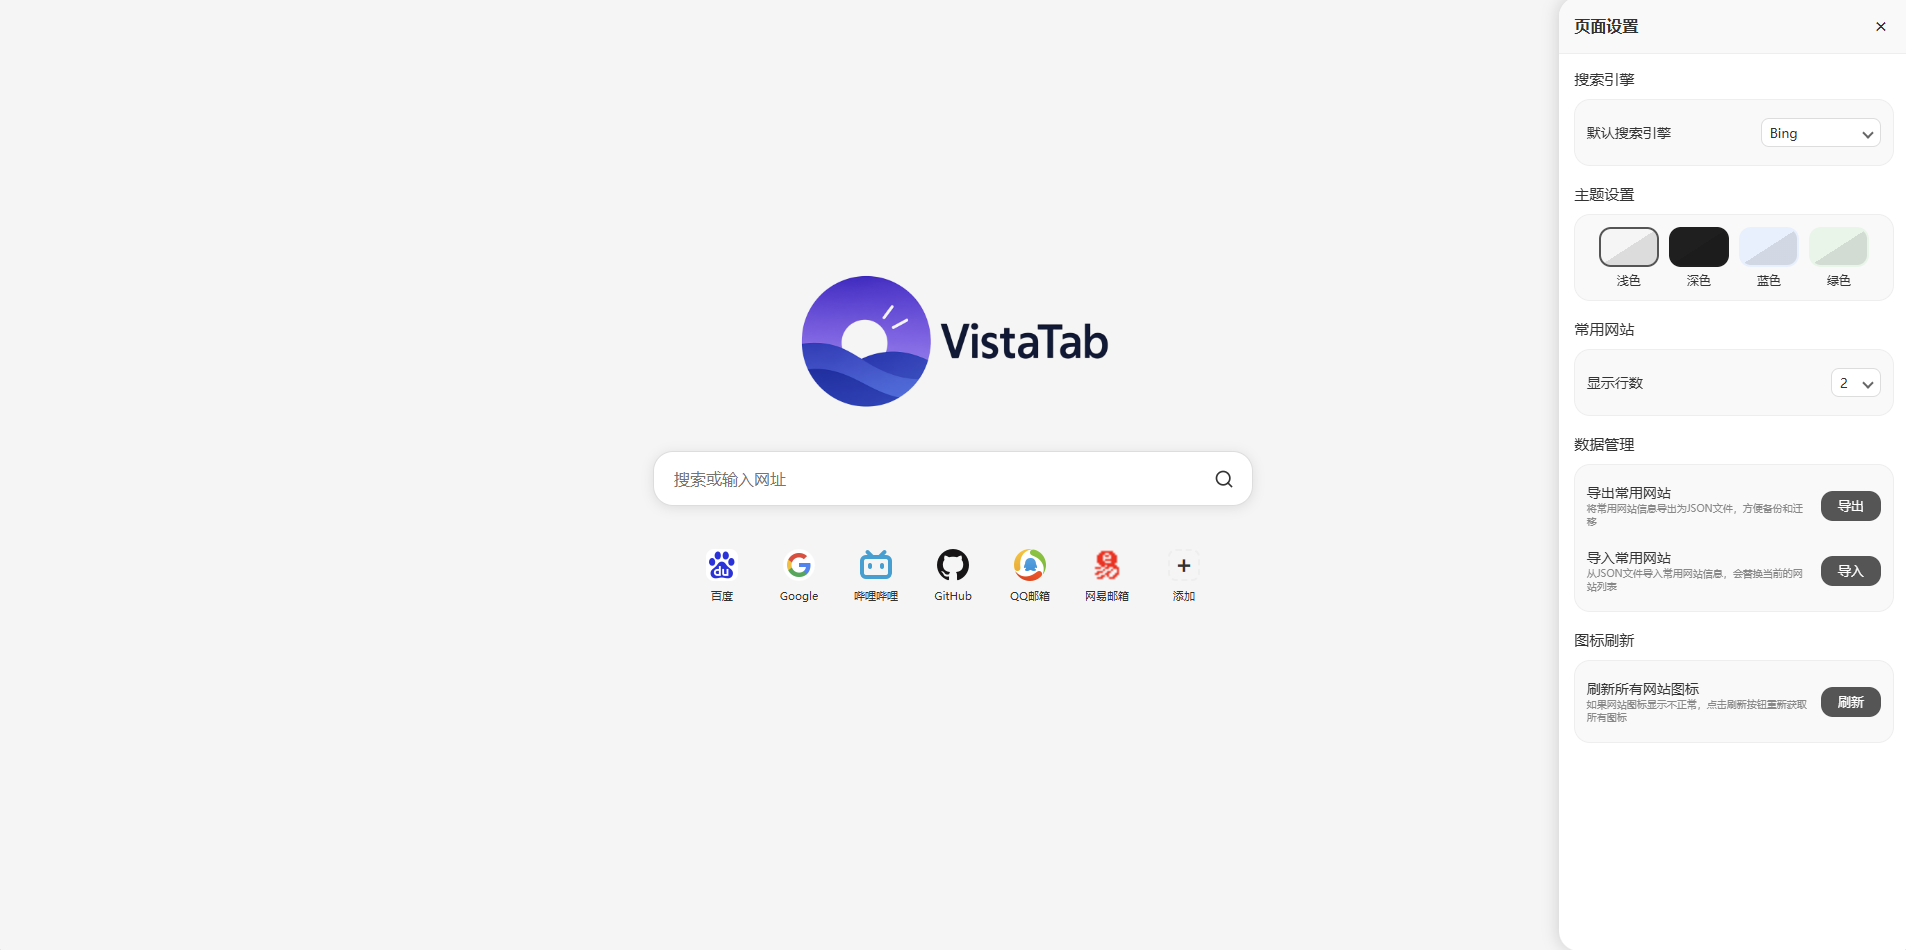 VistaTab
搜索或输入网址
百度
Google
哔哩哔哩
GitHub
QQ邮箱
网易邮箱
添加
页面设置
搜索引擎
默认搜索引擎
Bing
主题设置
浅色
深色
蓝色
绿色
常用网站
显示行数
2
数据管理
导出常用网站
将常用网站信息导出为JSON文件，方便备份和迁
移
导出
导入常用网站
从JSON文件导入常用网站信息，会替换当前的网
站列表
导入
图标刷新
刷新所有网站图标
如果网站图标显示不正常，点击刷新按钮重新获取
所有图标
刷新